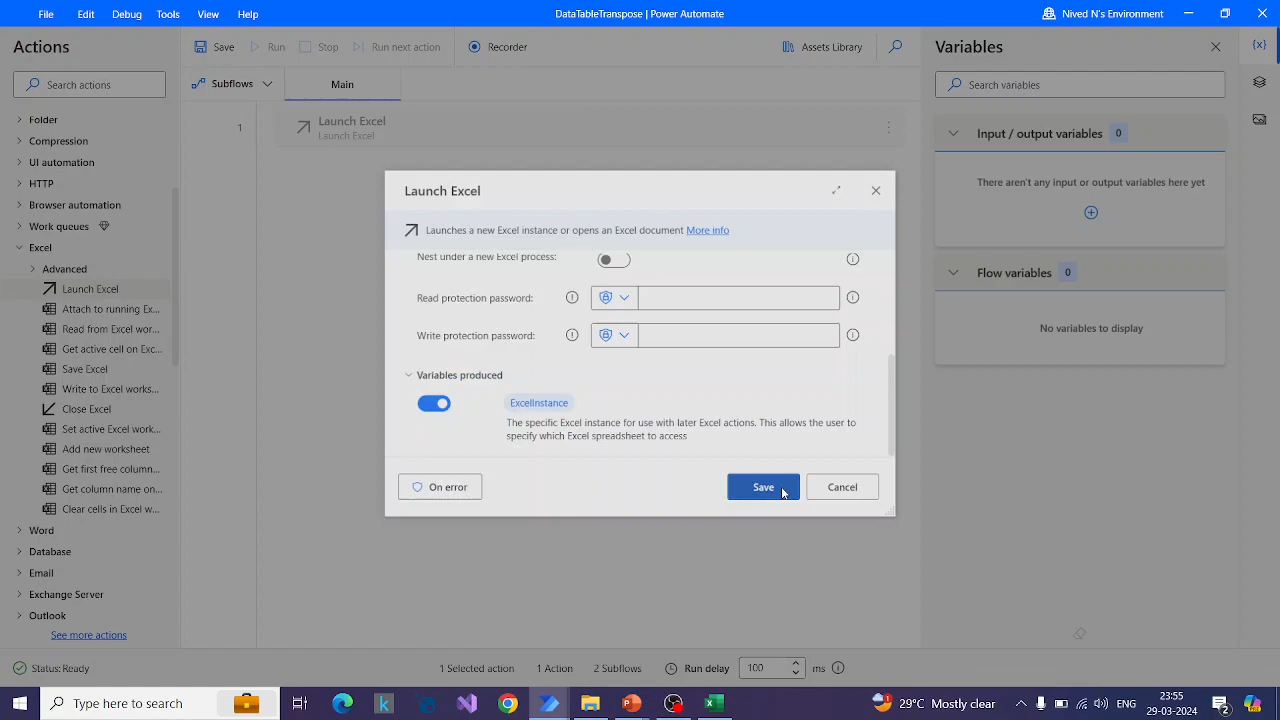 File Edit Debug Tools View Help
DataTableTranspose | Power Automate
Nived N's Environment
Actions
Search actions
Folder
Compression
UI automation
HTTP
Browser automation
Work queues
Excel
Advanced
Launch Excel
Attach to running Ex...
Read from Excel wor...
Get active cell on Exc...
Save Excel
Write to Excel works...
Close Excel
Set active Excel work...
Add new worksheet
Get first free column...
Get column name on...
Clear cells in Excel w...
Word
Database
Email
Exchange Server
Outlook
See more actions
Save Run Stop Run next action Recorder Assets Library
Subflows Main
1
Launch Excel
Launch Excel
Launch Excel
Launches a new Excel instance or opens an Excel document More info
Nest under a new Excel process:
Read protection password:
Write protection password:
Variables produced
ExcelInstance
The specific Excel instance for use with later Excel actions. This allows the user to
specify which Excel spreadsheet to access
On error Save Cancel
Variables
{x}
Search variables
Input / output variables 0
There aren't any input or output variables here yet
Flow variables 0
No variables to display
Status: Ready 1 Selected action 1 Action 2 Subflows Run delay 100 ms
Type here to search
k
1
29°C Mostly clear
ENG
23:55
29-03-2024
2